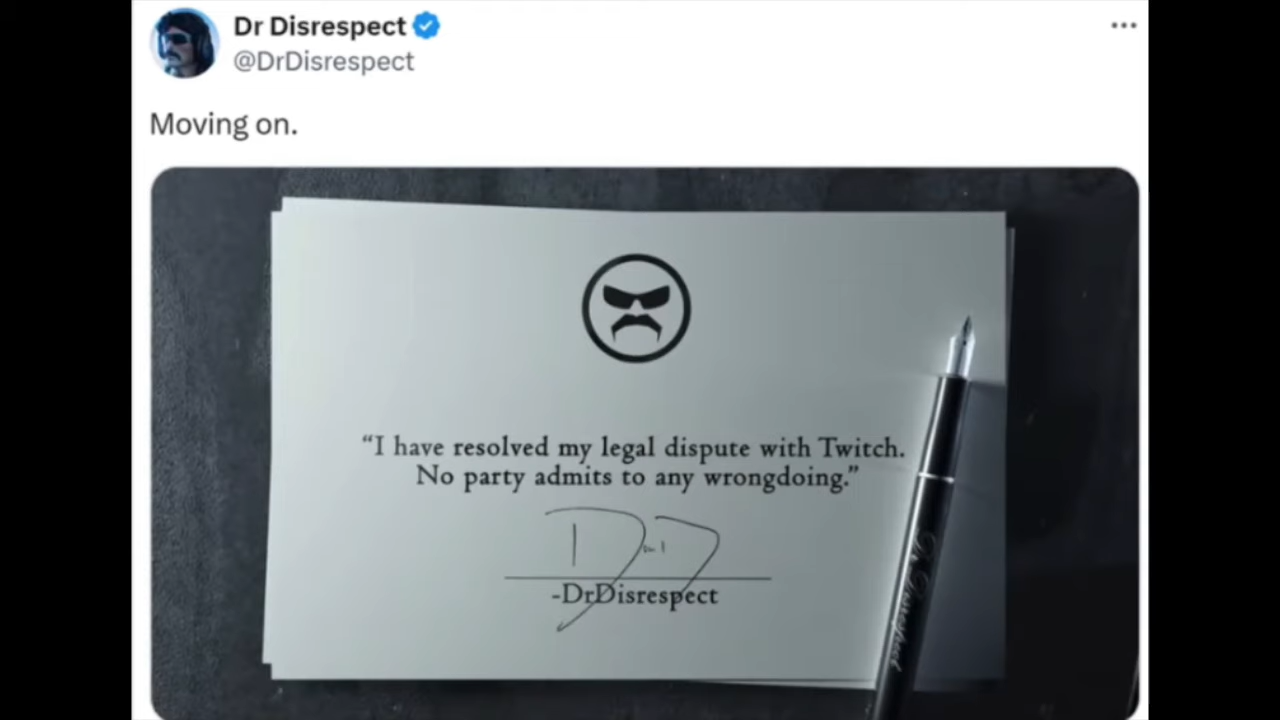 Dr Disrespect
@DrDisrespect
Moving on.
“I have resolved my legal dispute with Twitch.
No party admits to any wrongdoing.”
-DrDisrespect